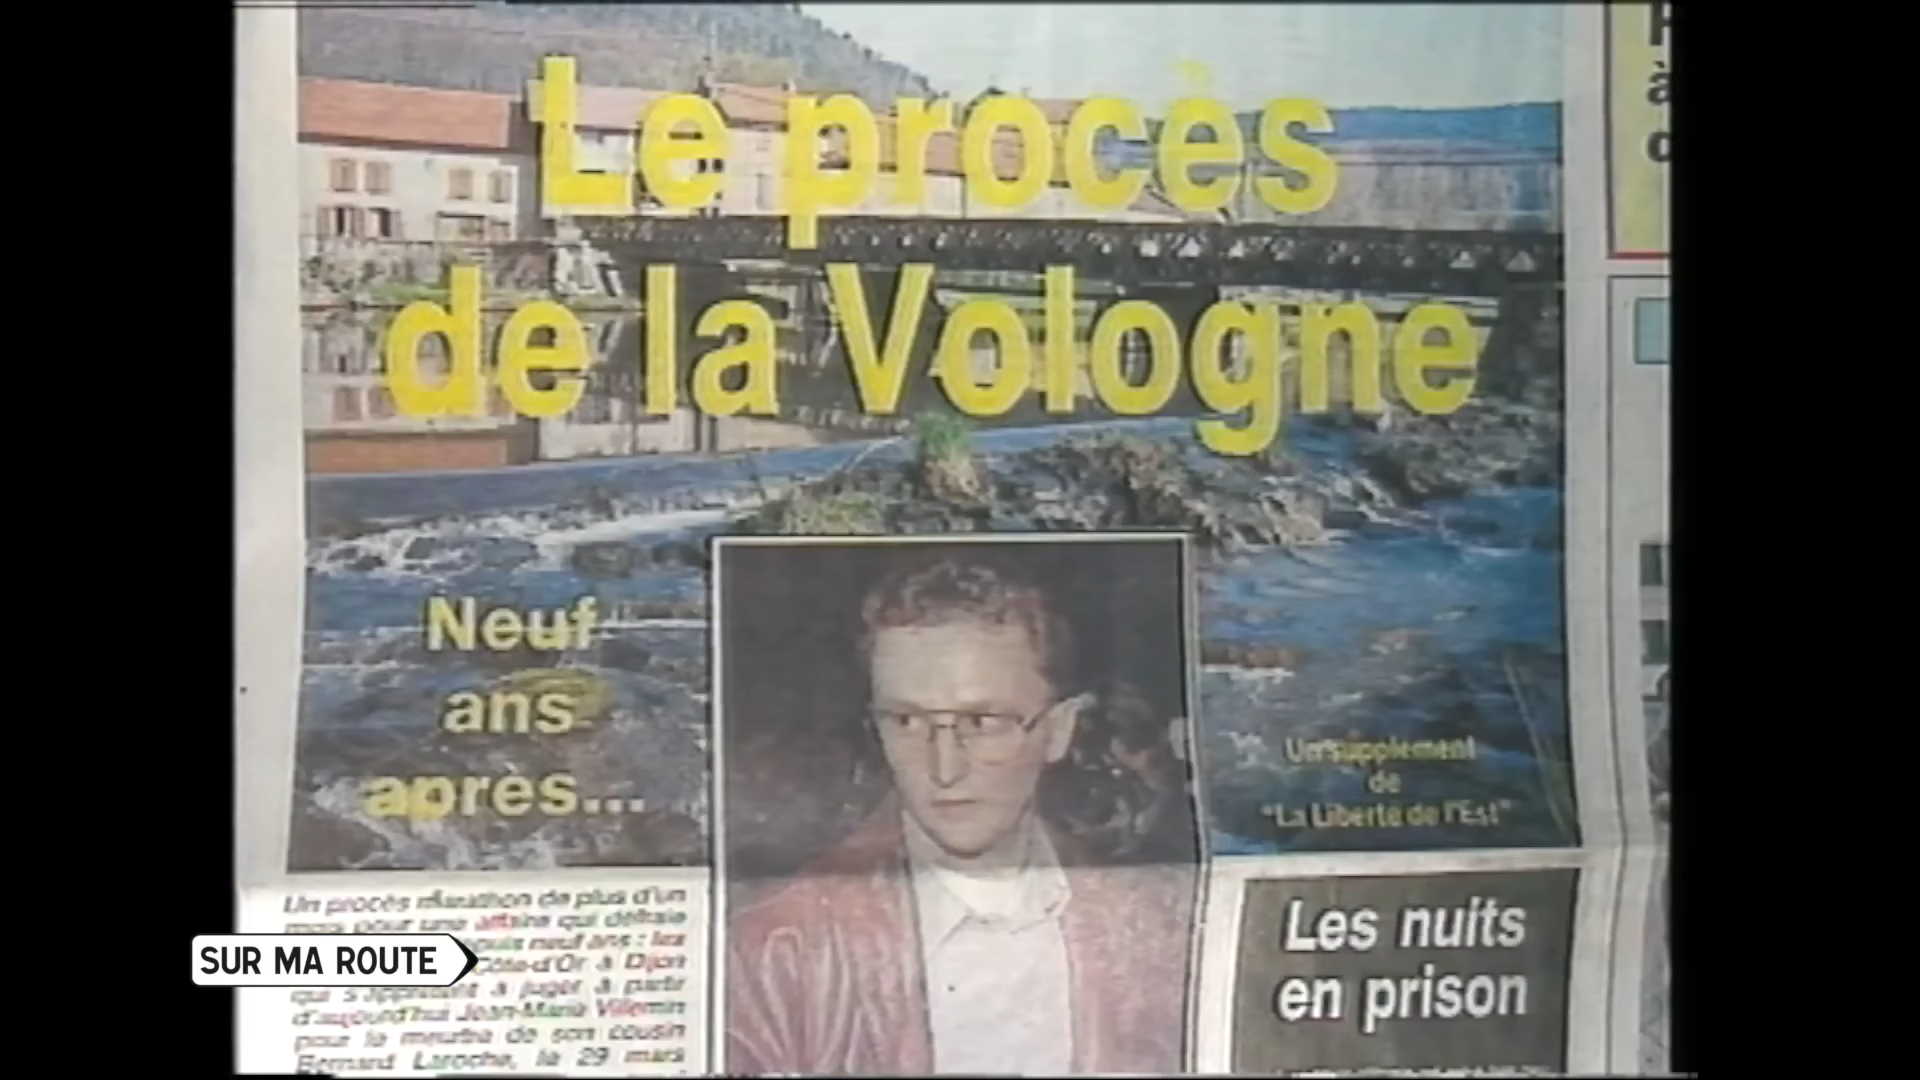 Le procès
de la Vologne
à
Neuf
ans
après...
Un supplément
de
"La Liberté de l'Est"
Un procès marathon de plus d'un
mois pour une affaire qui défraie
puis neuf ans : les
Côte-d'Or à Dijon
qui s'apprêtent à juger à partir
d'aujourd'hui Jean-Marie Villemin
pour le meurtre de son cousin
Bernard Laroche, le 29 mars
Les nuits
en prison
SUR MA ROUTE